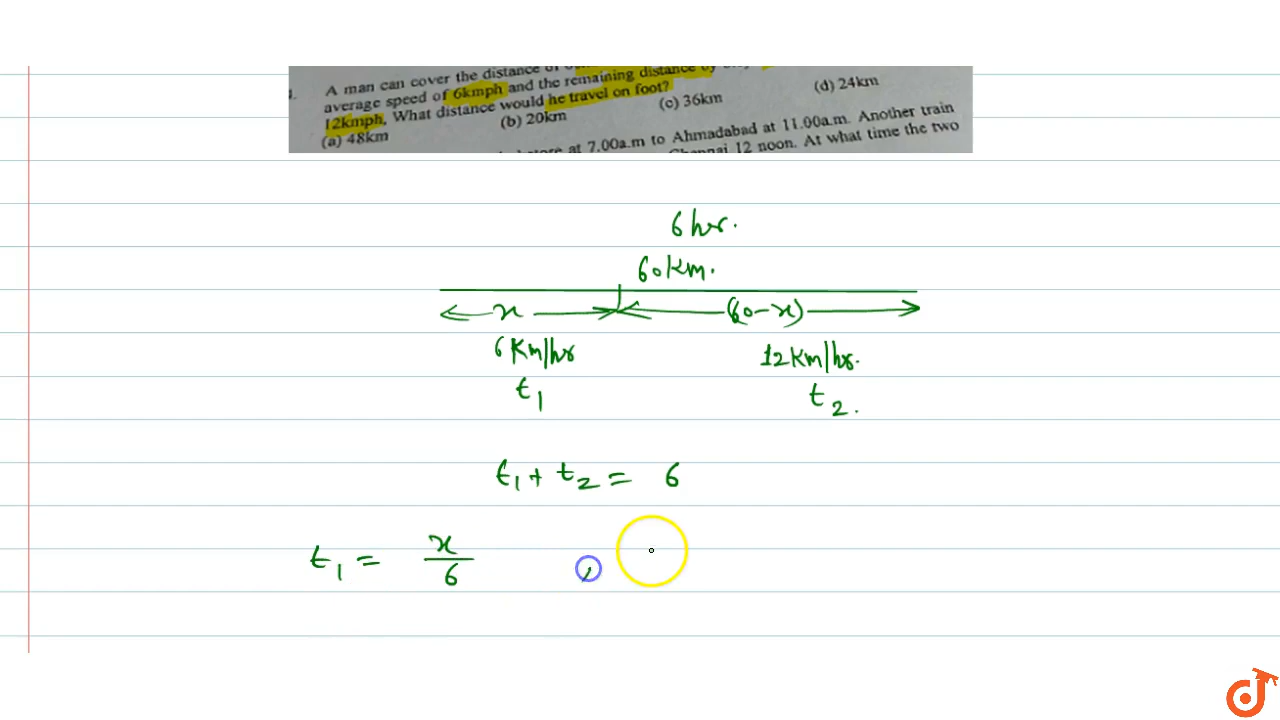 A man can cover the distance of
average speed of 6kmph and the remaining distance by
12kmph. What distance would he travel on foot?
(a) 48km (b) 20km (c) 36km (d) 24km
at 7.00a.m to Ahmadabad at 11.00a.m. Another train
12 noon. At what time the two
6 hr.
60 Km.
x (60-x)
6 Km/hr 12 Km/hr.
t1 t2.
t1 + t2 = 6
t1 = x/6 ,